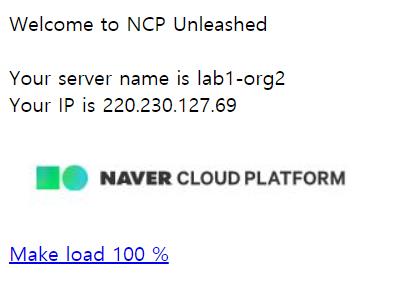 Welcome to NCP Unleashed
Your server name is lab1-org2
Your IP is 220.230.127.69
NAVER CLOUD PLATFORM
Make load 100 %